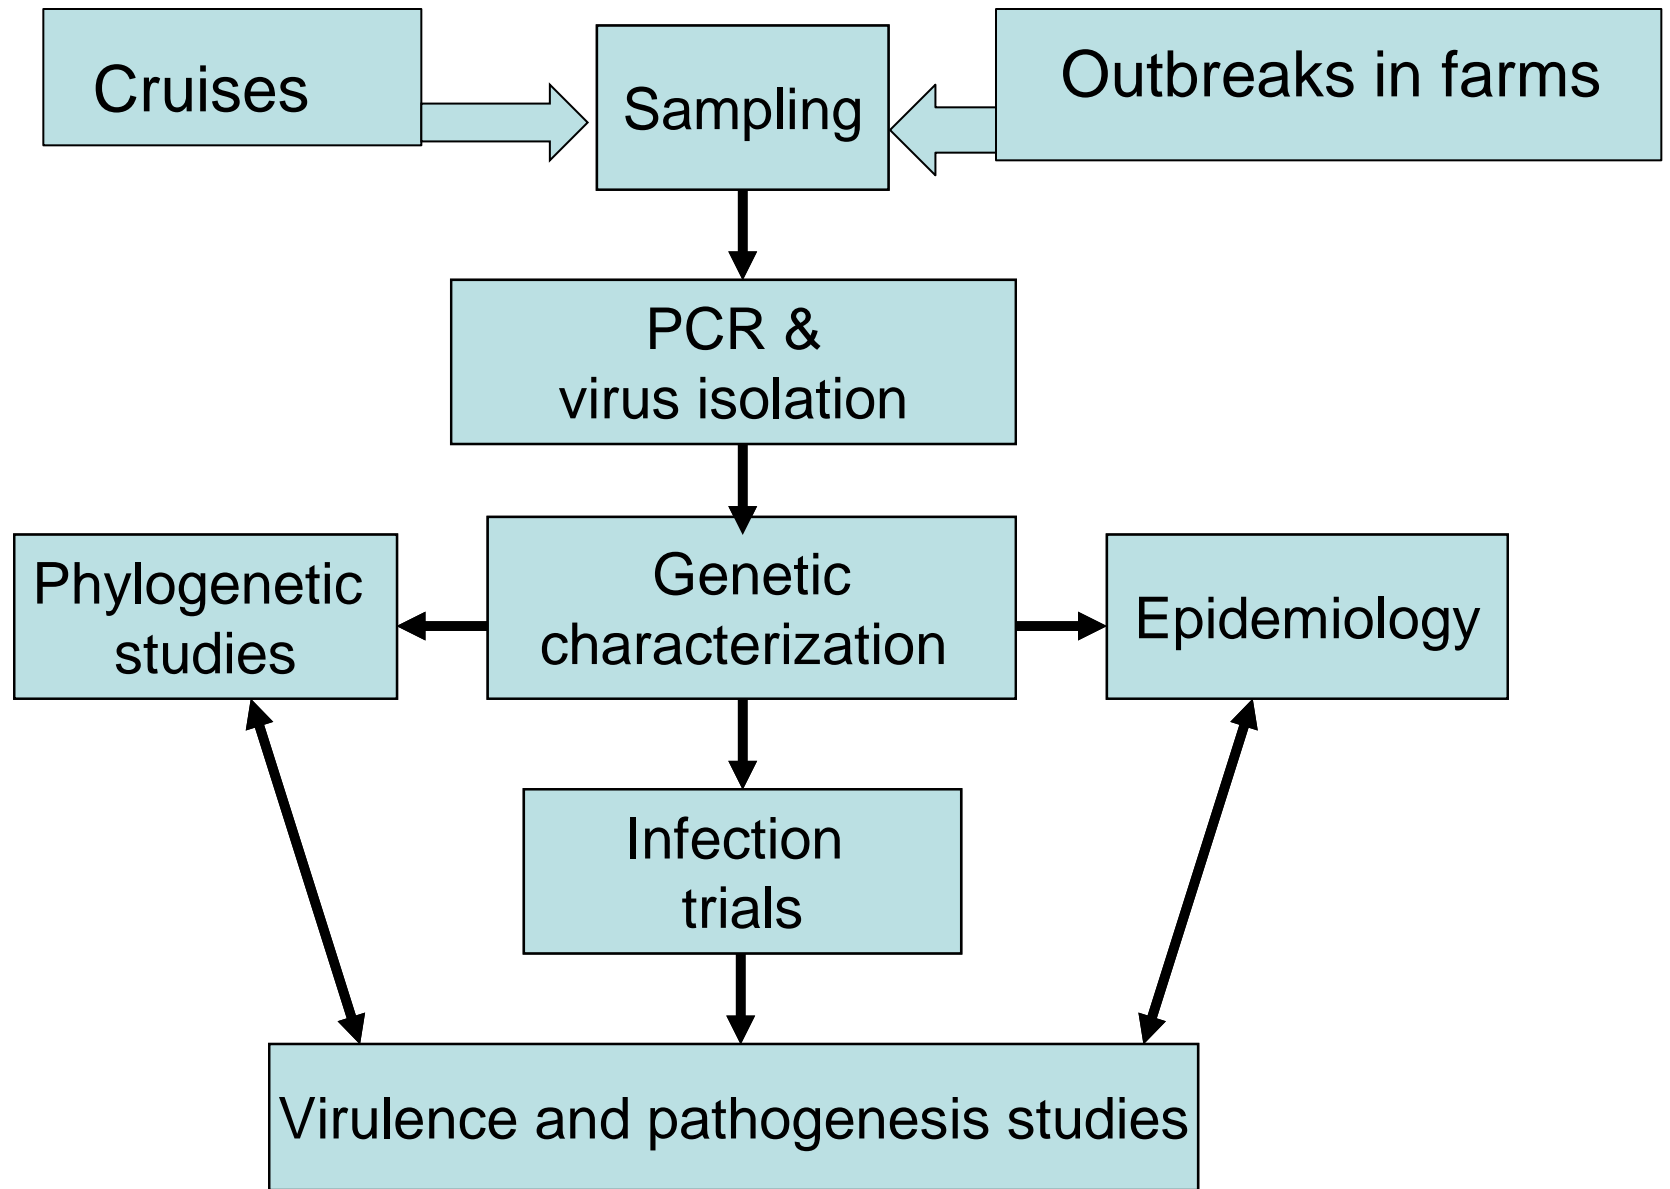 Cruises
Sampling
Outbreaks in farms
PCR &
virus isolation
Phylogenetic
studies
Genetic
characterization
Epidemiology
Infection
trials
Virulence and pathogenesis studies